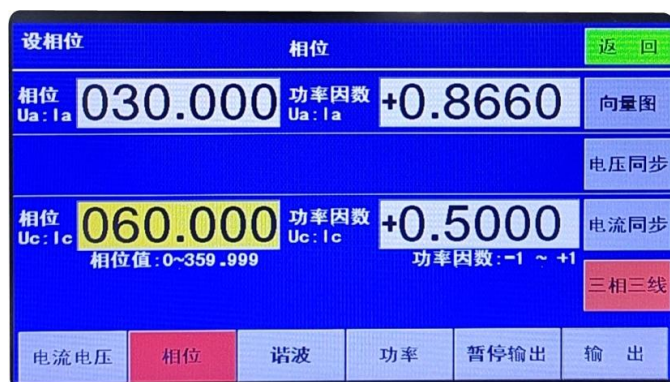 设相位 相位 返 回
相位 Ua:Ia 030.000 功率因数 Ua:Ia +0.8660 向量图
电压同步
相位 Uc:Ic 060.000 功率因数 Uc:Ic +0.5000 电流同步
相位值:0~359.999 功率因数:-1 ~ +1
三相三线
电流电压 相位 谐波 功率 暂停输出 输 出